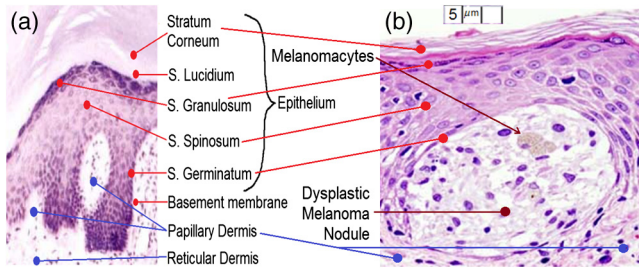 (a)
Stratum
Corneum
S. Lucidium
S. Granulosum
S. Spinosum
S. Germinatum
Basement membrane
Papillary Dermis
Reticular Dermis
Epithelium
Melanomacytes
Dysplastic
Melanoma
Nodule
(b)
5 μm